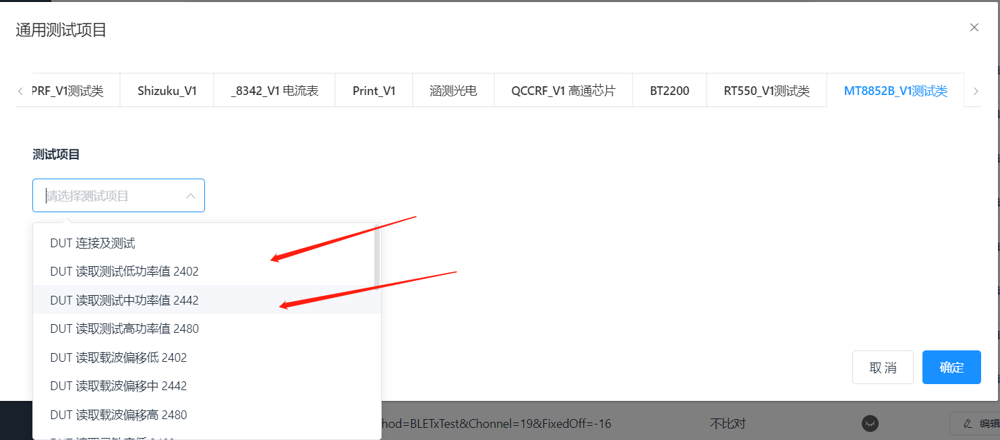 通用测试项目
PRF_V1测试类 Shizuku_V1 _8342_V1 电流表 Print_V1 涵测光电 QCCRF_V1 高通芯片 BT2200 RT550_V1测试类 MT8852B_V1测试类
测试项目
请选择测试项目
DUT 连接及测试
DUT 读取测试低功率值 2402
DUT 读取测试中功率值 2442
DUT 读取测试高功率值 2480
DUT 读取载波偏移低 2402
DUT 读取载波偏移中 2442
DUT 读取载波偏移高 2480
取 消 确定
hod=BLETxTest&Chonnel=19&FixedOff=-16 不比对 编辑